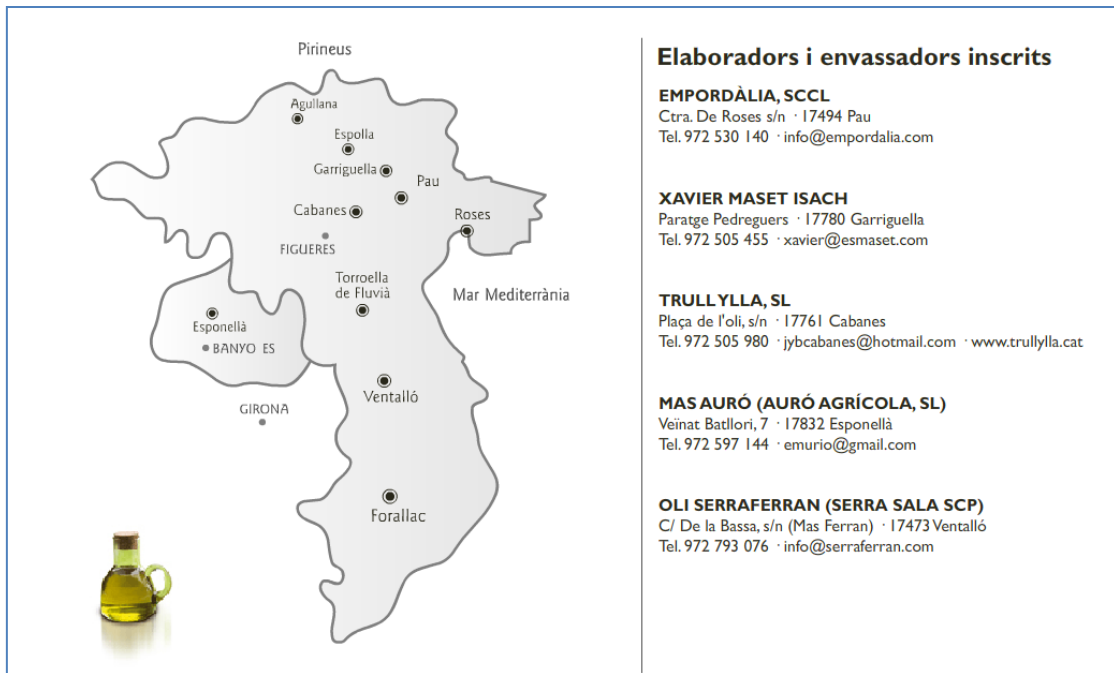 Pirineus
Agullana
Espolla
Garriguella
Pau
Cabanes
Roses
FIGUERES
Torroella
de Fluvià
Mar Mediterrània
Esponellà
BANYO ES
Ventalló
GIRONA
Forallac
Elaboradors i envassadors inscrits
EMPORDÀLIA, SCCL
Ctra. De Roses s/n · 17494 Pau
Tel. 972 530 140 · info@empordalia.com
XAVIER MASET ISACH
Paratge Pedreguers · 17780 Garriguella
Tel. 972 505 455 · xavier@esmaset.com
TRULL YLLA, SL
Plaça de l'oli, s/n · 17761 Cabanes
Tel. 972 505 980 · jybcabanes@hotmail.com · www.trullylla.cat
MAS AURÓ (AURÓ AGRÍCOLA, SL)
Veïnat Batllori, 7 · 17832 Esponellà
Tel. 972 597 144 · emurio@gmail.com
OLI SERRAFERRAN (SERRA SALA SCP)
C/ De la Bassa, s/n (Mas Ferran) · 17473 Ventalló
Tel. 972 793 076 · info@serraferran.com